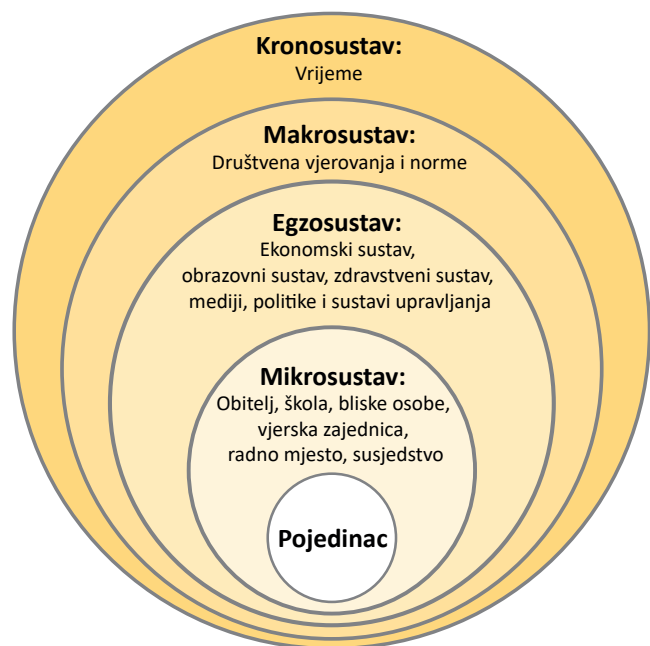 Kronosustav:
Vrijeme
Makrosustav:
Društvena vjerovanja i norme
Egzosustav:
Ekonomski sustav,
obrazovni sustav, zdravstveni sustav,
mediji, politike i sustavi upravljanja
Mikrosustav:
Obitelj, škola, bliske osobe,
vjerska zajednica,
radno mjesto, susjedstvo
Pojedinac